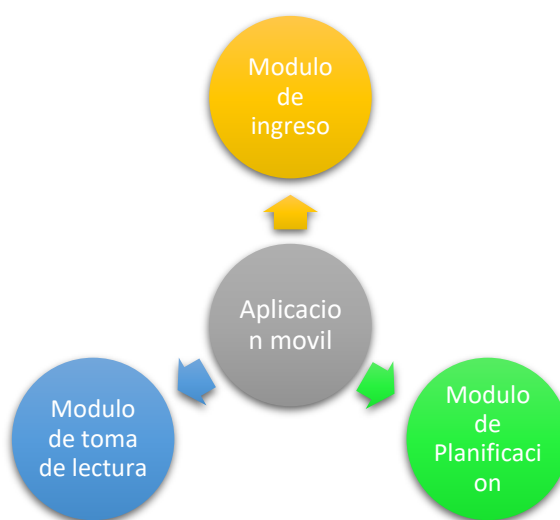 Modulo
de
ingreso
Aplicacio
n movil
Modulo
de toma
de lectura
Modulo
de
Planificaci
on